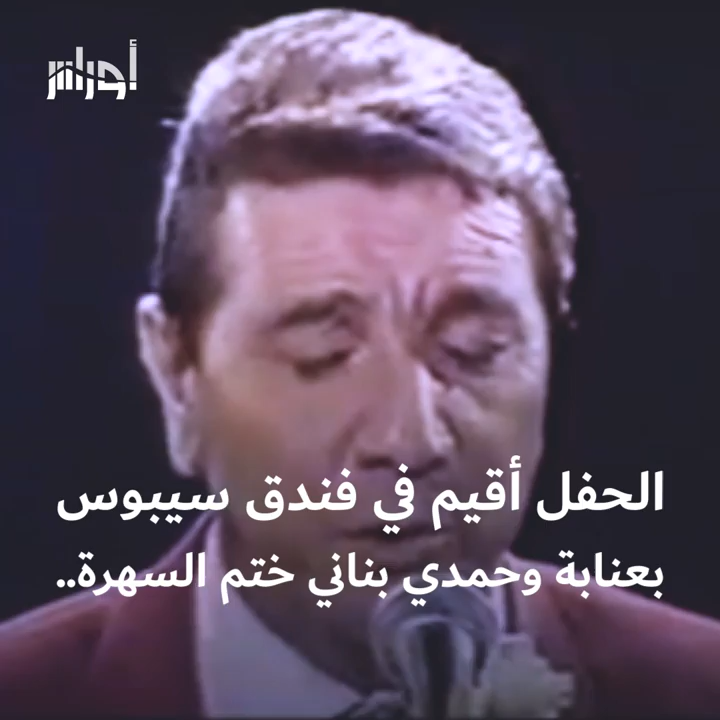 أوراس
الحفل أقيم في فندق سيبوس
بعنابة وحمدي بناني ختم السهرة..